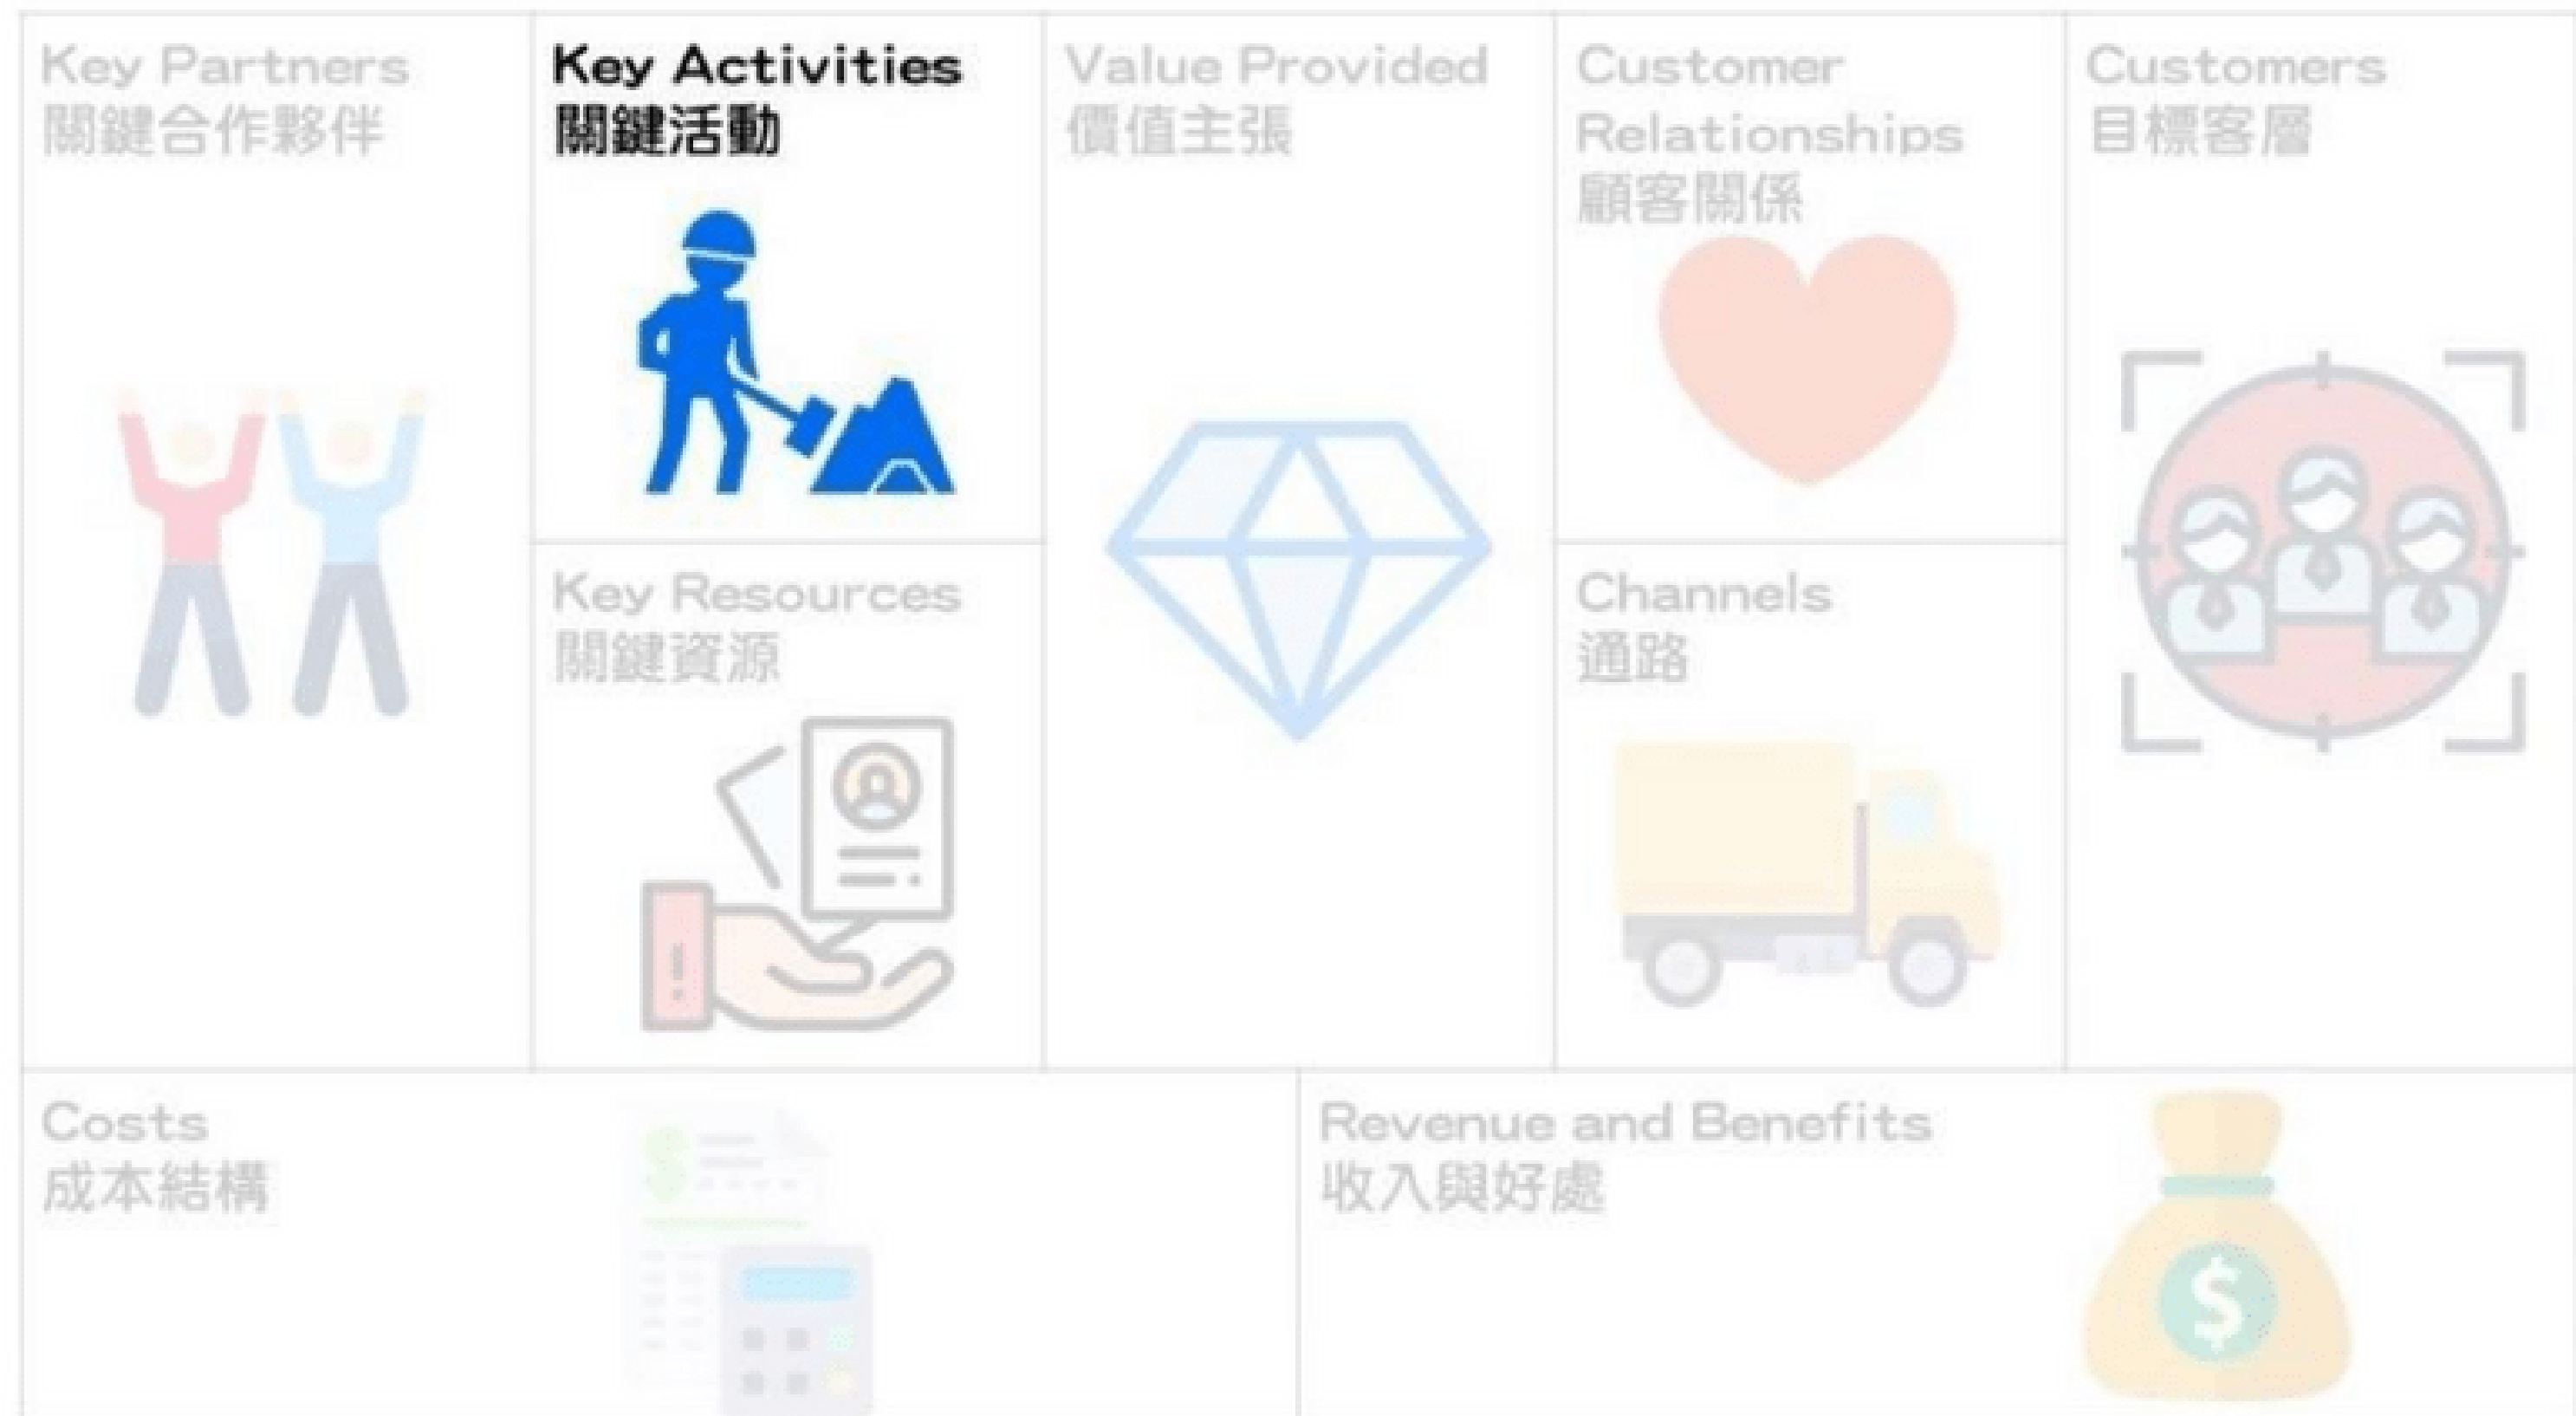 Key Partners
關鍵合作夥伴
Key Activities
關鍵活動
Key Resources
關鍵資源
Value Provided
價值主張
Customer
Relationships
顧客關係
Channels
通路
Customers
目標客層
Costs
成本結構
$
Revenue and Benefits
收入與好處
$